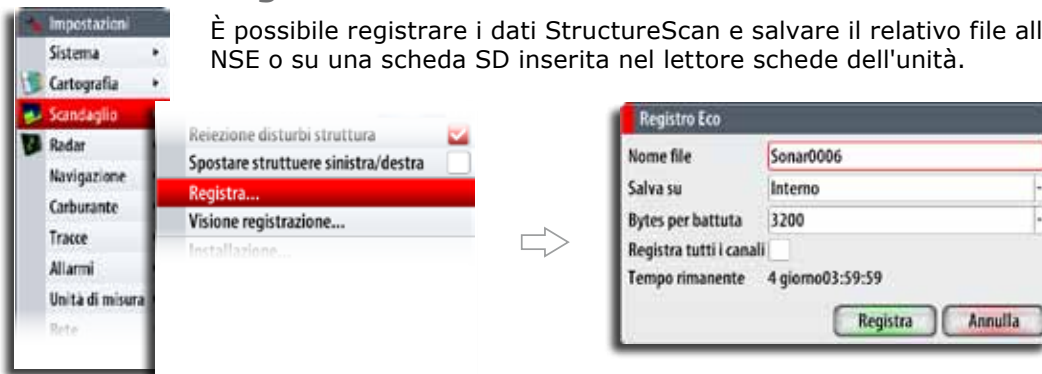 È possibile registrare i dati StructureScan e salvare il relativo file all
NSE o su una scheda SD inserita nel lettore schede dell'unità.
Impostazioni
Sistema
Cartografia
Scandaglio
Radar
Navigazione
Carburante
Tracce
Allarmi
Unità di misura
Rete
Reiezione disturbi struttura
Spostare struttuere sinistra/destra
Registra...
Visione registrazione...
Installazione...
Registro Eco
Nome file Sonar0006
Salva su Interno
Bytes per battuta 3200
Registra tutti i canali
Tempo rimanente 4 giorno03:59:59
Registra Annulla